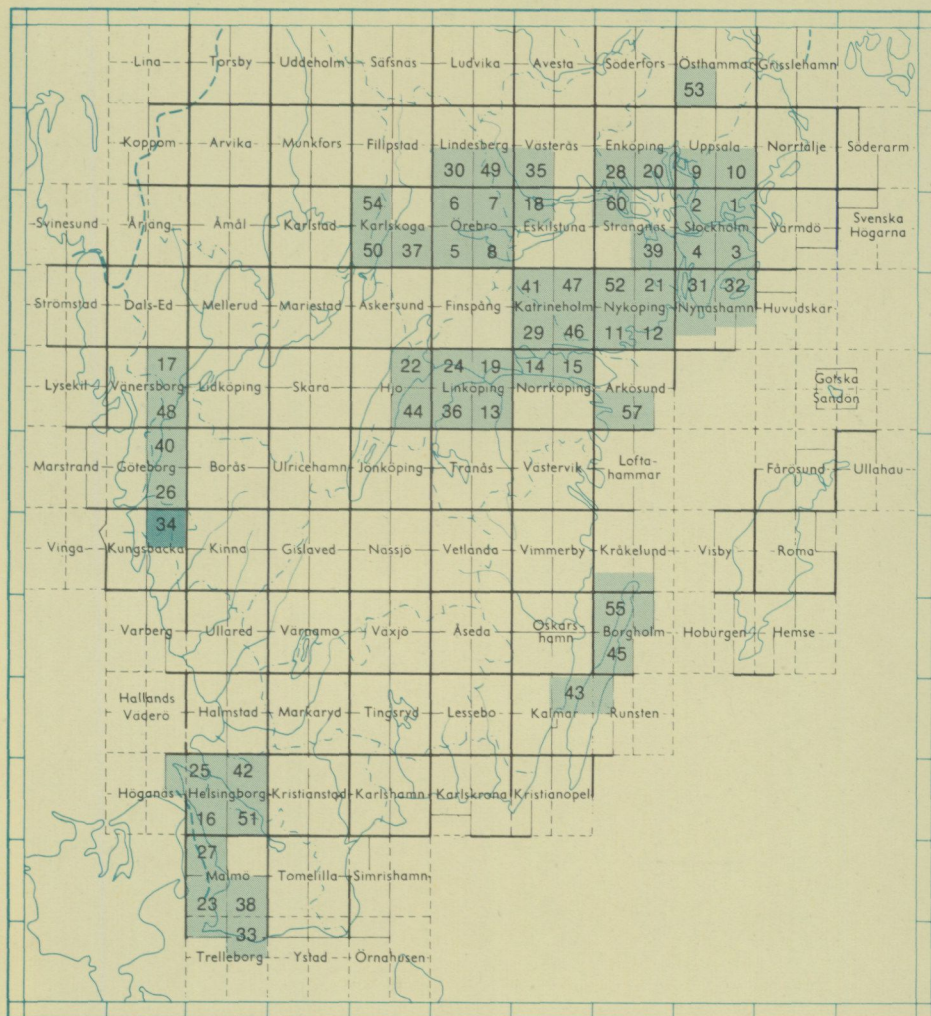 Lina Torsby Uddeholm Säfsnäs Ludvika Avesta Söderfors Östhammar Grisslehamn
53
Koppom Arvika Munkfors Filipstad Lindesberg Västerås Enköping Uppsala Norrtälje Söderarm
30 49 35 28 20 9 10
54 6 7 18 60 2 1
Svinesund Årjäng Åmål Karlstad Karlskoga Örebro Eskilstuna Strängnäs Stockholm Värmdö Svenska Högarna
50 37 5 8 39 4 3
41 47 52 21 31 32
Strömstad Dals-Ed Mellerud Mariestad Askersund Finspång Katrineholm Nyköping Nynäshamn Huvudskär
29 46 11 12
17 22 24 19 14 15
Lysekil Vänersborg Lidköping Skara Hjo Linköping Norrköping Arkösund Gotska Sandön
48 44 36 13 57
40
Marstrand Göteborg Borås Ulricehamn Jönköping Tranås Västervik Lofta-hammar Fårösund Ullahau
26
34
Vinga Kungsbacka Kinna Gislaved Nässjö Vetlanda Vimmerby Kråkelund Visby Roma
55
Varberg Ullared Värnamo Växjö Åseda Oskarshamn Borgholm Hoburgen Hemse
45
43
Hallands Väderö Halmstad Markaryd Tingsryd Lessebo Kalmar Runsten
25 42
Höganäs Helsingborg Kristianstad Karlshamn Karlskrona Kristianopel
16 51
27
Malmö Tomelilla Simrishamn
23 38
33
Trelleborg Ystad Örnahusen